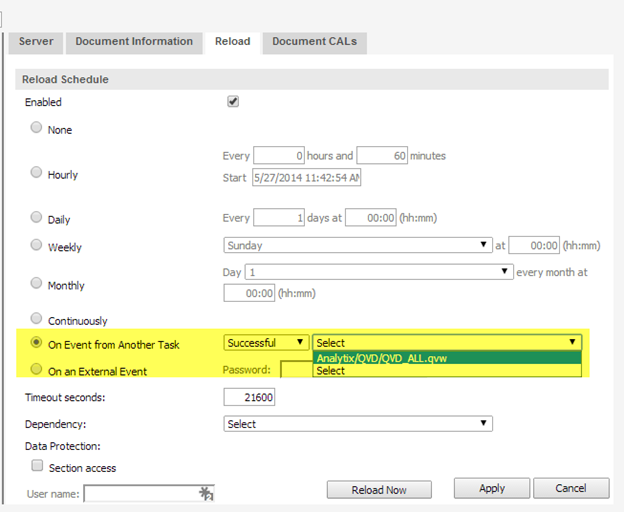 Server Document Information Reload Document CALs
Reload Schedule
Enabled
None
Every 0 hours and 60 minutes
Hourly
Start 5/27/2014 11:42:54 AM
Daily Every 1 days at 00:00 (hh:mm)
Weekly Sunday at 00:00 (hh:mm)
Day 1 every month at
Monthly
00:00 (hh:mm)
Continuously
On Event from Another Task Successful Select
Analytix/QVD/QVD_ALL.qvw
On an External Event Password: Select
Timeout seconds: 21600
Dependency: Select
Data Protection:
Section access
User name: Reload Now Apply Cancel